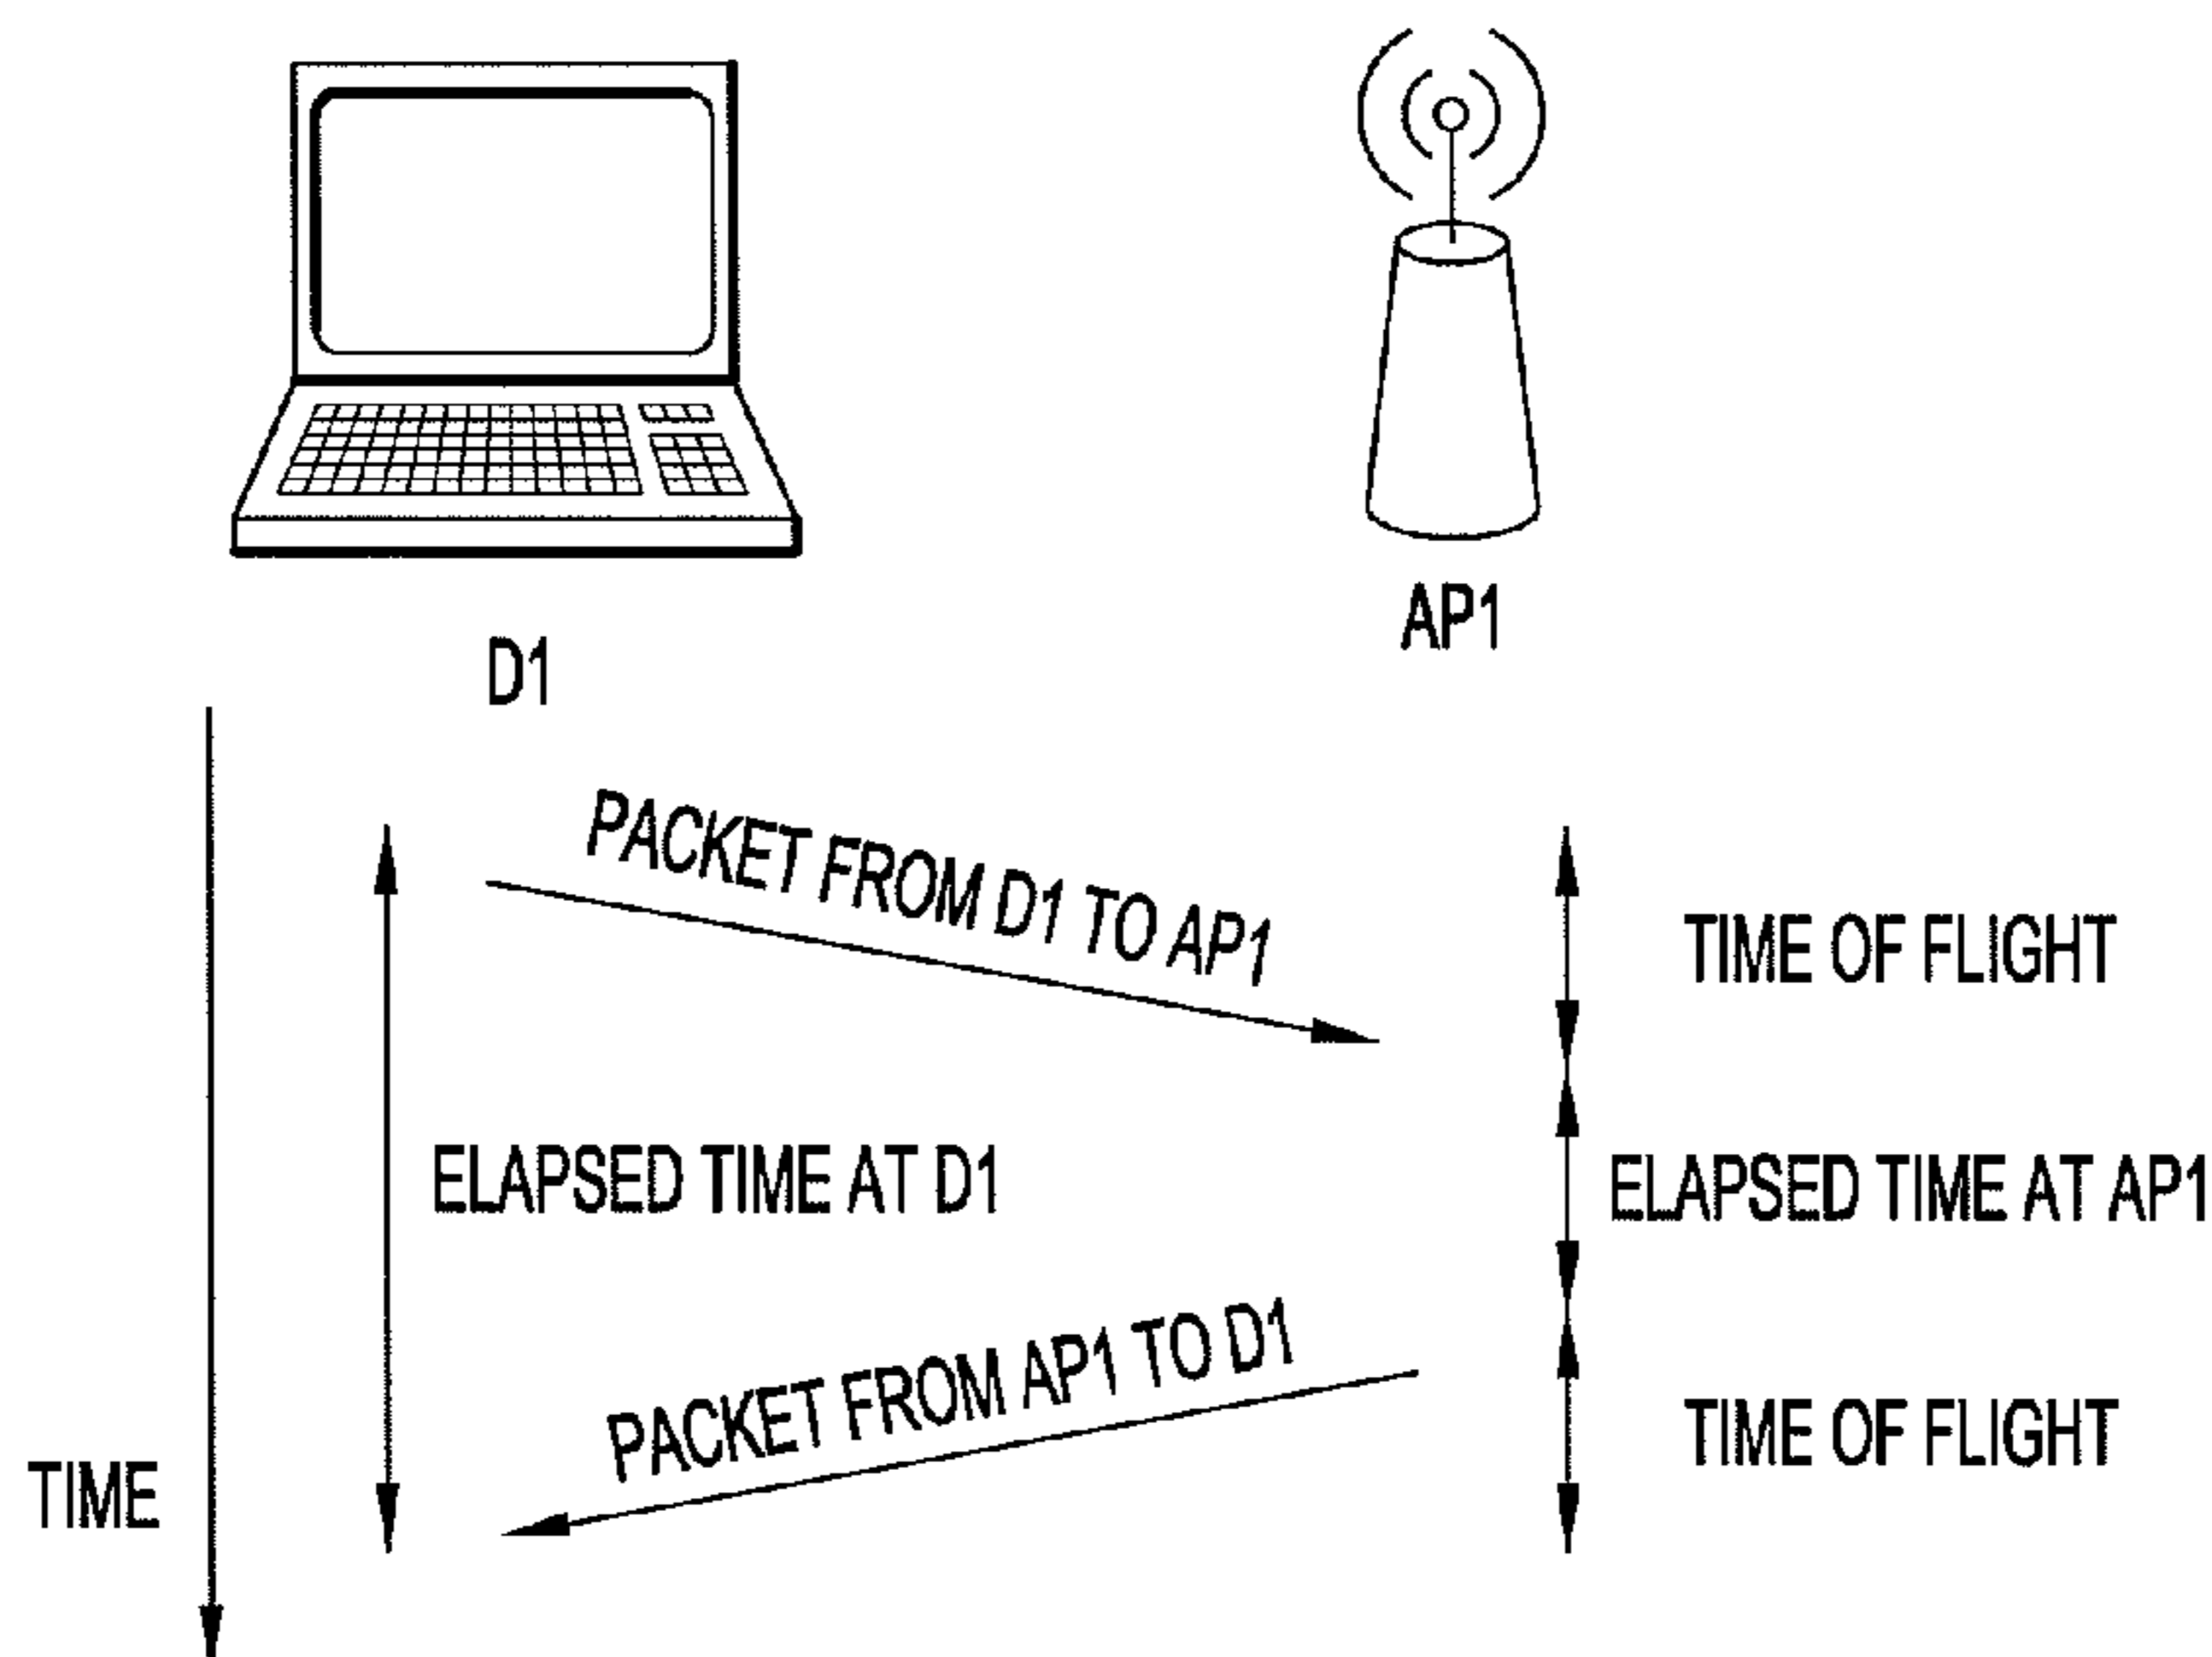 D1
AP1
PACKET FROM D1 TO AP1
TIME OF FLIGHT
ELAPSED TIME AT D1
ELAPSED TIME AT AP1
PACKET FROM AP1 TO D1
TIME OF FLIGHT
TIME